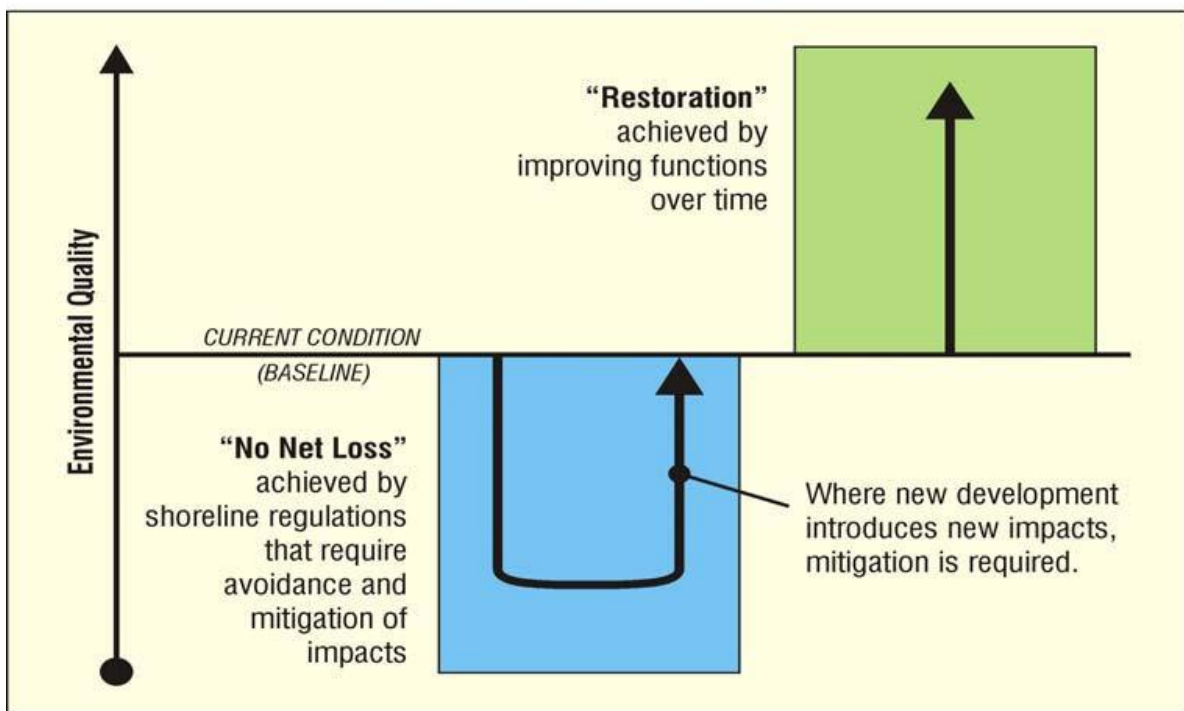 Environmental Quality
“Restoration”
achieved by
improving functions
over time
CURRENT CONDITION
(BASELINE)
“No Net Loss”
achieved by
shoreline regulations
that require
avoidance and
mitigation of
impacts
Where new development
introduces new impacts,
mitigation is required.